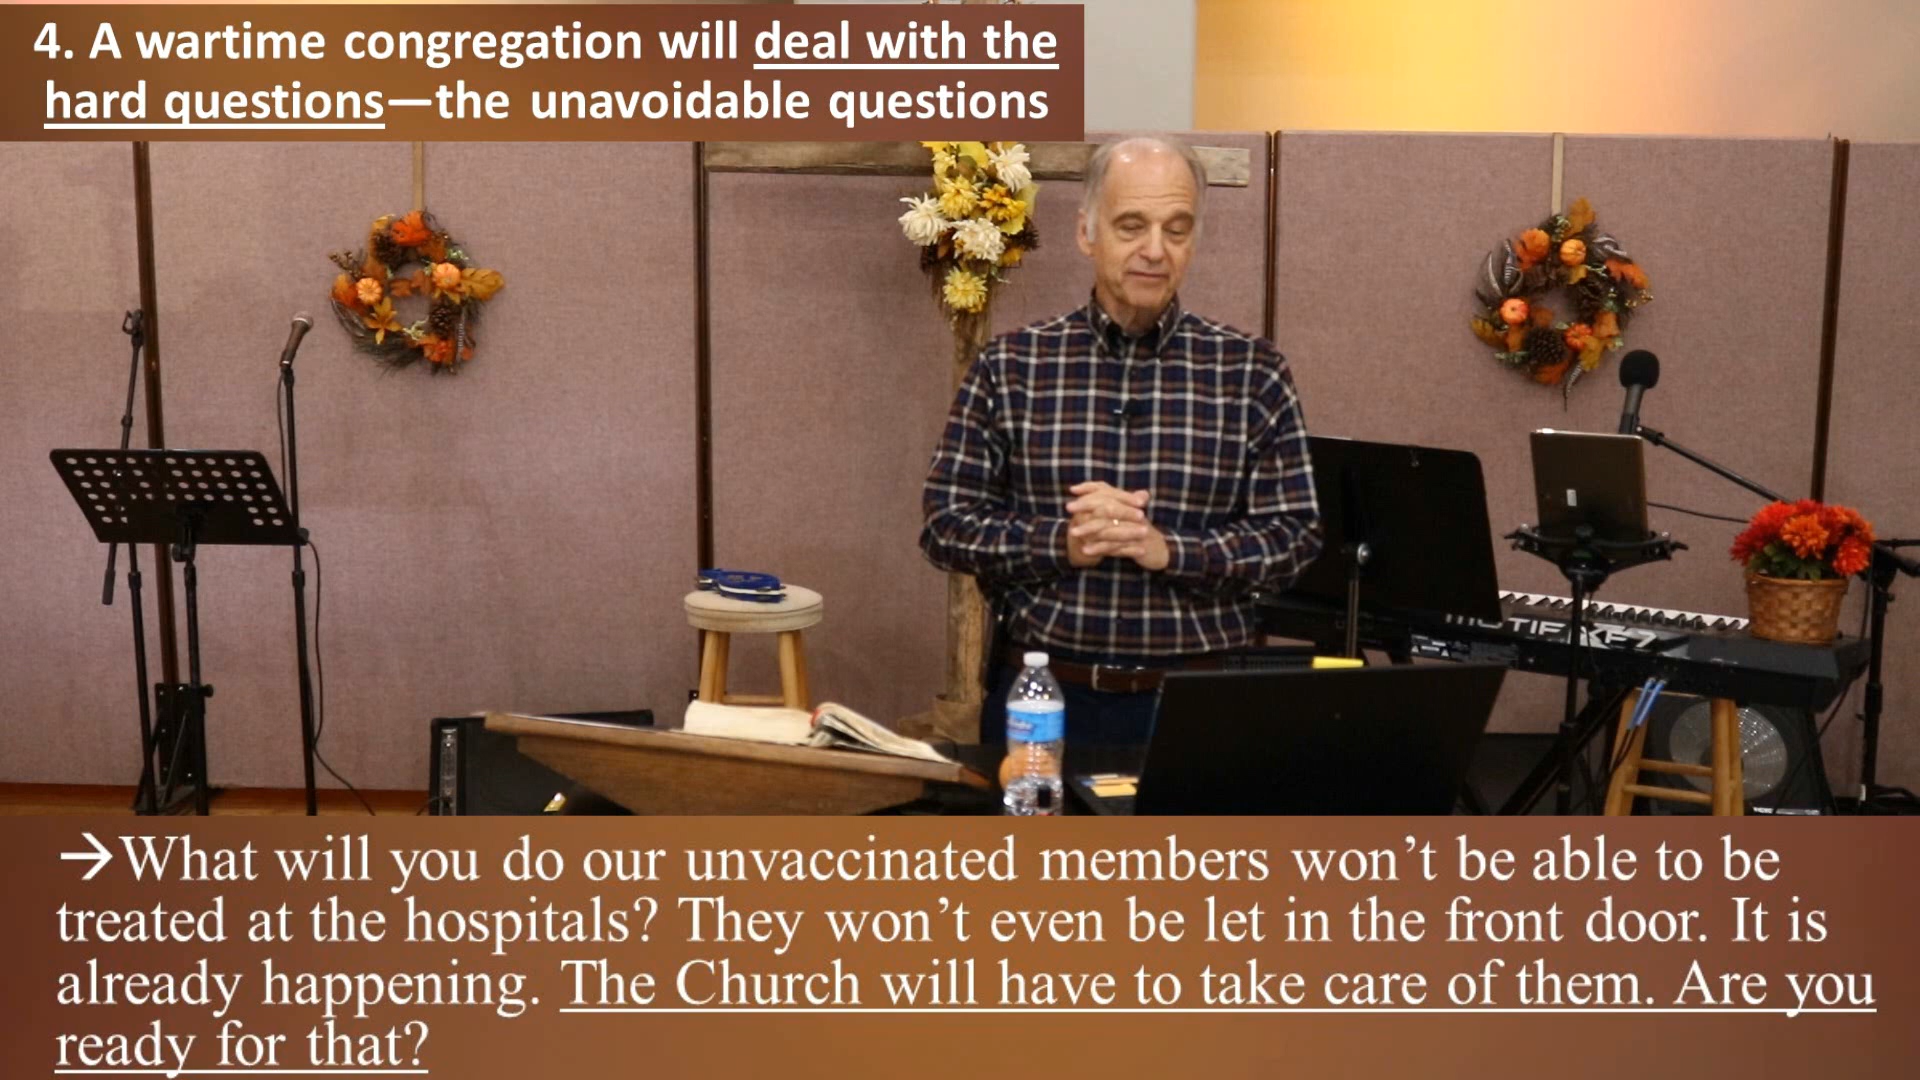 4. A wartime congregation will deal with the
hard questions—the unavoidable questions
MOTIF XF7
→What will you do our unvaccinated members won’t be able to be
treated at the hospitals? They won’t even be let in the front door. It is
already happening. The Church will have to take care of them. Are you
ready for that?